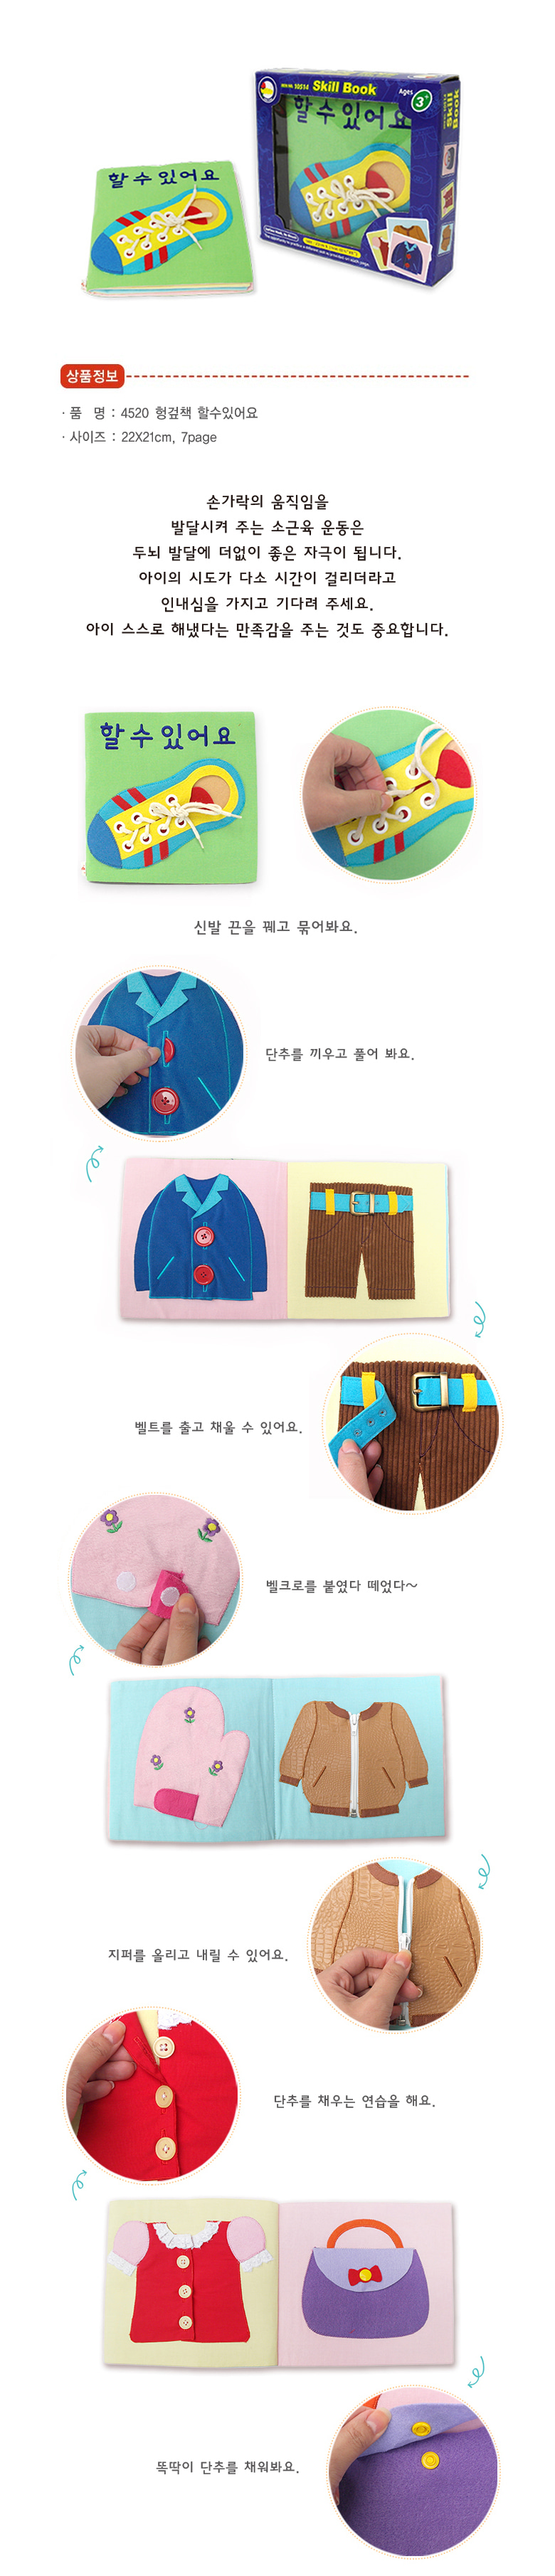 Skill Book
Ages 3+
Skill Book
할 수 있어요
할 수 있어요
상품정보
· 품 명 : 4520 헝겊책 할수있어요
· 사이즈 : 22X21cm, 7page
손가락의 움직임을
발달시켜 주는 소근육 운동은
두뇌 발달에 더없이 좋은 자극이 됩니다.
아이의 시도가 다소 시간이 걸리더라고
인내심을 가지고 기다려 주세요.
아이 스스로 해냈다는 만족감을 주는 것도 중요합니다.
할 수 있어요
신발 끈을 꿰고 묶어봐요.
단추를 끼우고 풀어 봐요.
벨트를 출고 채울 수 있어요.
벨크로를 붙였다 떼었다~
지퍼를 올리고 내릴 수 있어요.
단추를 채우는 연습을 해요.
똑딱이 단추를 채워봐요.